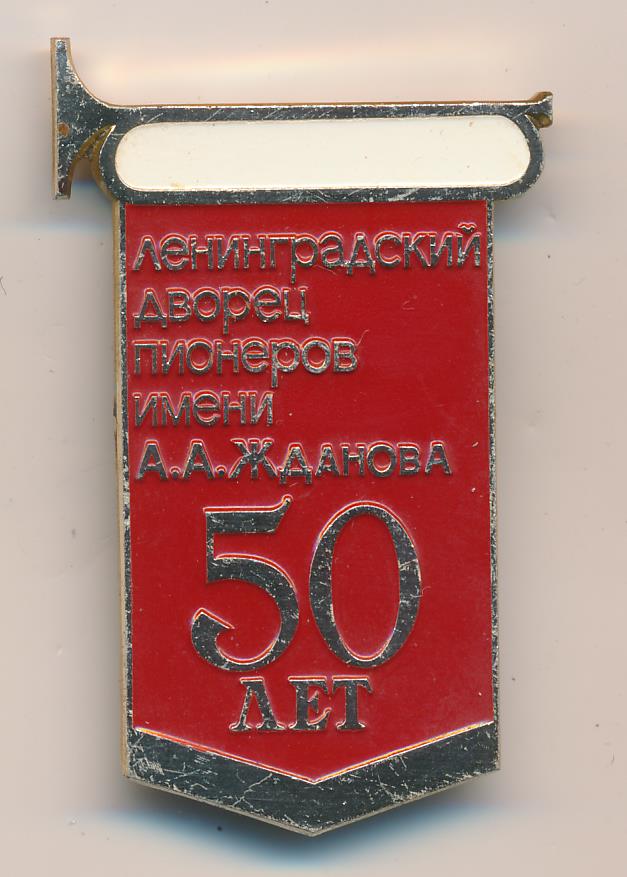 Ленинградский
дворец
пионеров
имени
А.А.Жданова
50
ЛЕТ